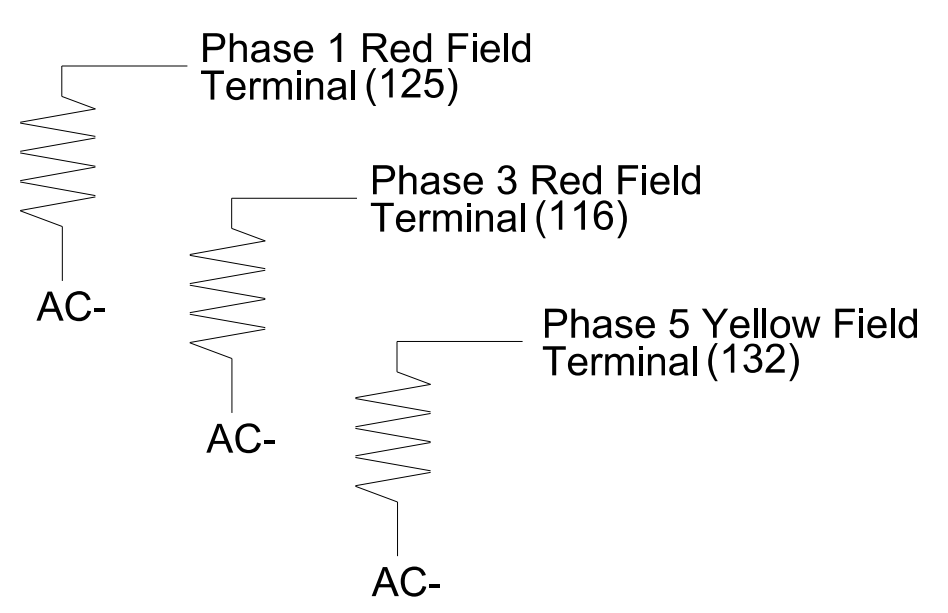 Phase 1 Red Field
Terminal (125)
AC-
Phase 3 Red Field
Terminal (116)
AC-
Phase 5 Yellow Field
Terminal (132)
AC-